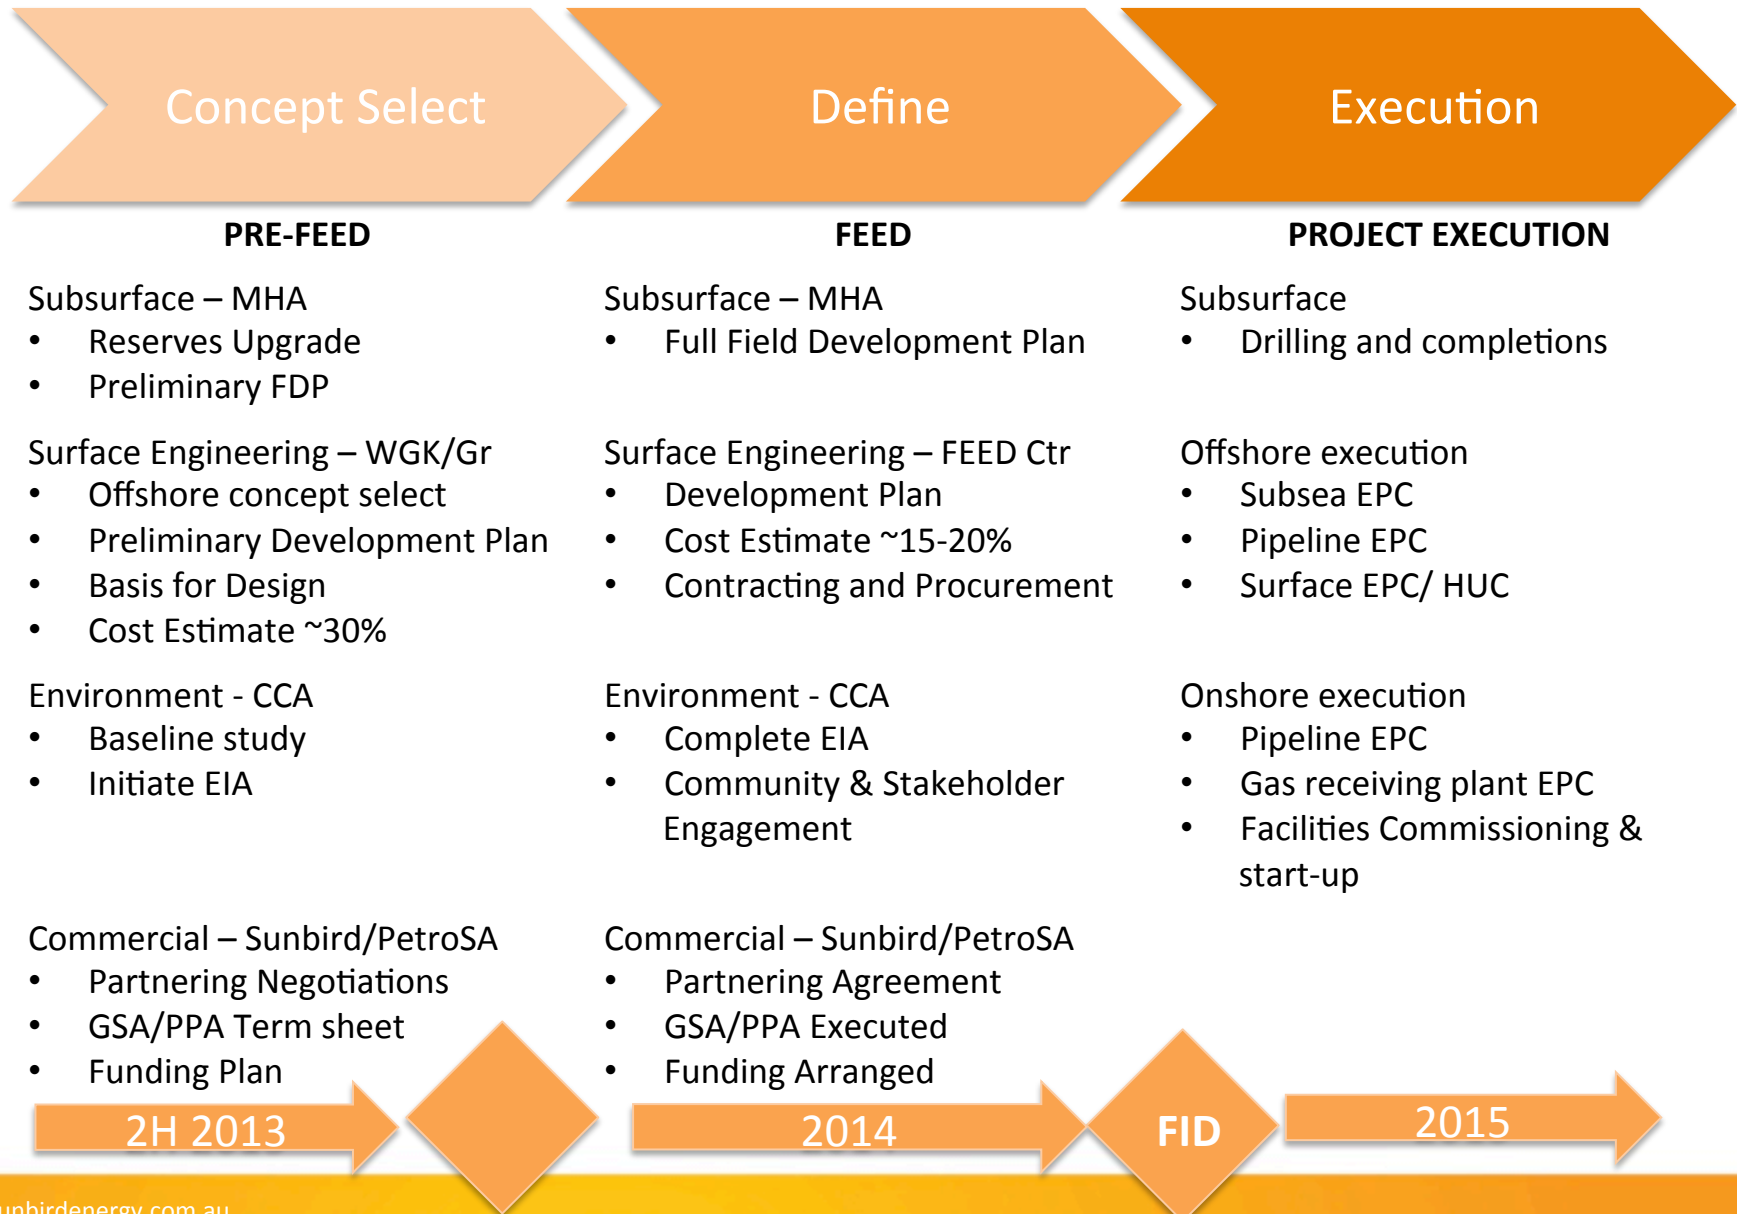 Concept Select
Define
Execution
PRE-FEED
Subsurface – MHA
• Reserves Upgrade
• Preliminary FDP
Surface Engineering – WGK/Gr
• Offshore concept select
• Preliminary Development Plan
• Basis for Design
• Cost Estimate ~30%
Environment - CCA
• Baseline study
• Initiate EIA
Commercial – Sunbird/PetroSA
• Partnering Negotiations
• GSA/PPA Term sheet
• Funding Plan
FEED
Subsurface – MHA
• Full Field Development Plan
Surface Engineering – FEED Ctr
• Development Plan
• Cost Estimate ~15-20%
• Contracting and Procurement
Environment - CCA
• Complete EIA
• Community & Stakeholder
Engagement
Commercial – Sunbird/PetroSA
• Partnering Agreement
• GSA/PPA Executed
• Funding Arranged
PROJECT EXECUTION
Subsurface
• Drilling and completions
Offshore execution
• Subsea EPC
• Pipeline EPC
• Surface EPC/ HUC
Onshore execution
• Pipeline EPC
• Gas receiving plant EPC
• Facilities Commissioning &
start-up
2H 2013
2014
FID
2015
unbirdenergy.com.au